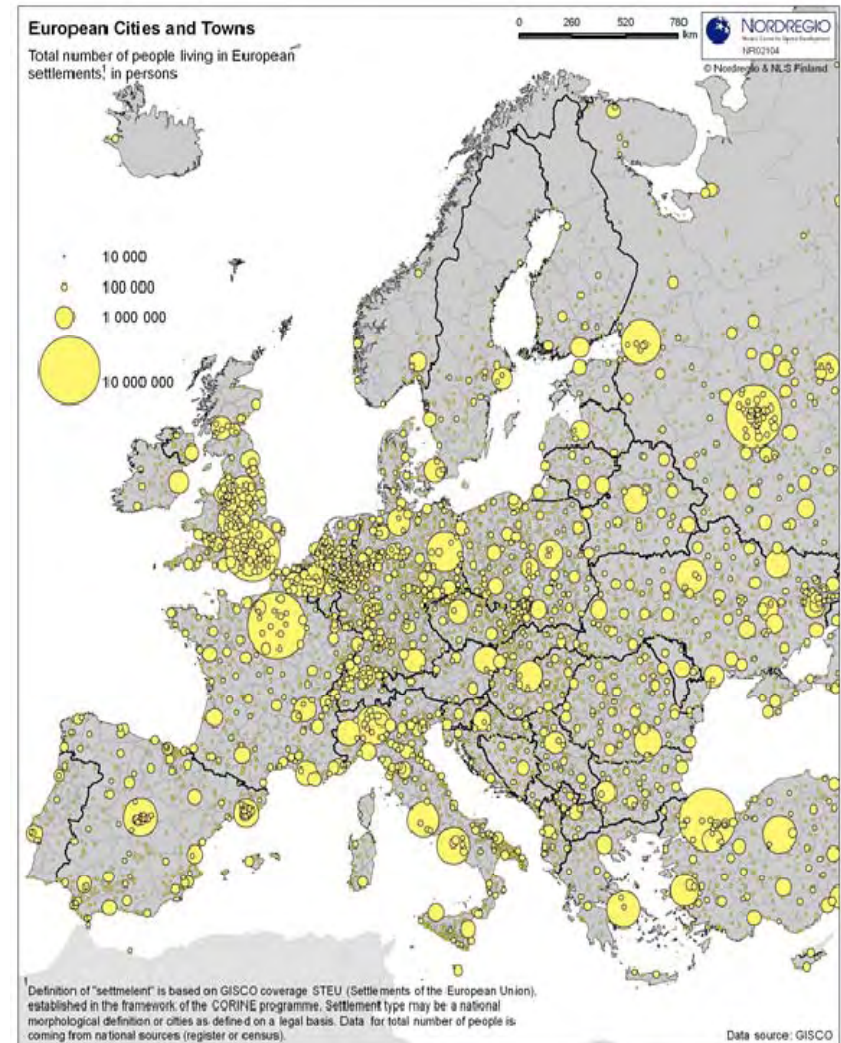 European Cities and Towns
Total number of people living in European
settlements,¹ in persons
0 260 520 780
km
NORDREGIO
NR02104
© Nordregio & NLS Finland
10 000
100 000
1 000 000
10 000 000
¹
Definition of "settmelent" is based on GISCO coverage STEU (Settlements of the European Union),
established in the framework of the CORINE programme. Settlement type may be a national
morphological definition or cities as defined on a legal basis. Data for total number of people is
coming from national sources (register or census).
Data source: GISCO